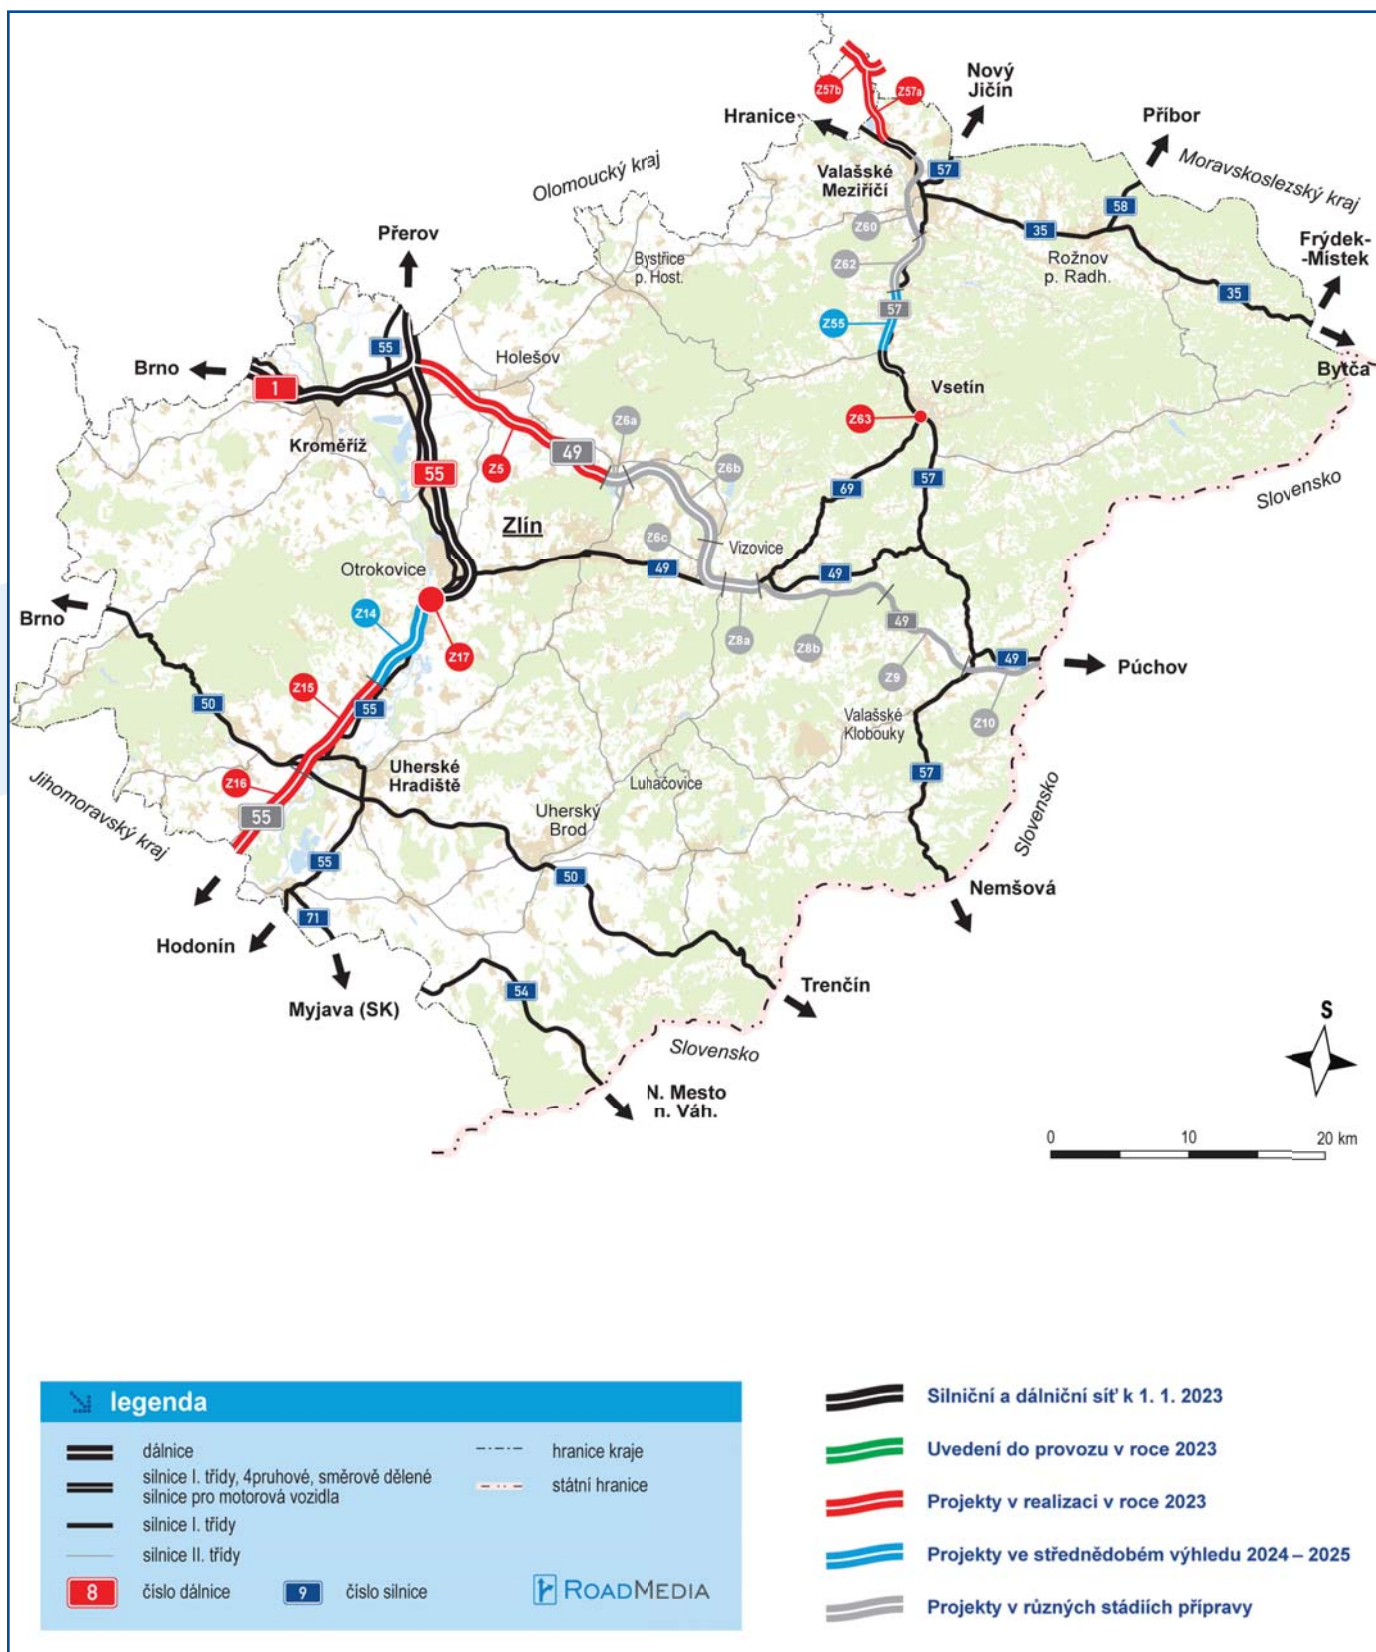 Nový
Jičín
Z57b
Z57a
Hranice
Příbor
Moravskoslezský kraj
Olomoucký kraj
Valašské
Meziříčí
57
58
Z60
35
Přerov
Bystřice
p. Host.
Z62
Rožnov
p. Radh.
Frýdek-
-Místek
35
57
Z55
55
Holešov
Brno
1
Bytča
Vsetín
Z63
Kroměříž
Z6a
49
Z5
55
Z6b
69
57
Slovensko
Zlín
Z6c
Vizovice
Otrokovice
49
49
Brno
Z14
Z17
Z8a
Z8b
49
49
Púchov
Z9
Z15
50
55
Valašské
Klobouky
Z10
Uherské
Hradiště
Z16
Luhačovice
57
Jihomoravský kraj
55
Uherský
Brod
Slovensko
55
50
Nemšová
71
Hodonín
Trenčín
Myjava (SK)
54
Slovensko
S
N. Mesto
n. Váh.
0 10 20 km
legenda
dálnice
silnice I. třídy, 4pruhové, směrově dělené
silnice pro motorová vozidla
silnice I. třídy
silnice II. třídy
8 číslo dálnice
9 číslo silnice
hranice kraje
státní hranice
ROADMEDIA
Silniční a dálniční síť k 1. 1. 2023
Uvedení do provozu v roce 2023
Projekty v realizaci v roce 2023
Projekty ve střednědobém výhledu 2024 – 2025
Projekty v různých stádiích přípravy